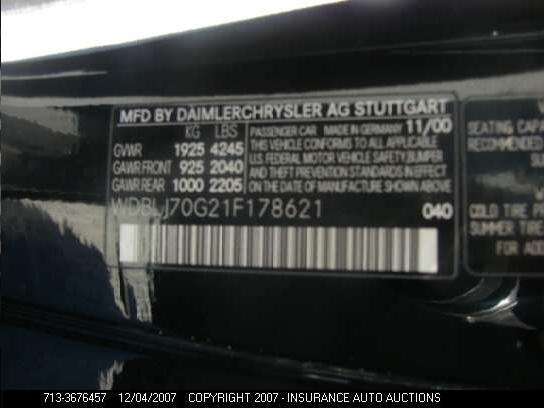 MFD BY DAIMLERCHRYSLER AG STUTTGART
KG LBS
GVWR 1925 4245
GAWR FRONT 925 2040
GAWR REAR 1000 2205
PASSENGER CAR MADE IN GERMANY 11/00
THIS VEHICLE CONFORMS TO ALL APPLICABLE
U.S. FEDERAL MOTOR VEHICLE SAFETY, BUMPER
AND THEFT PREVENTION STANDARDS
IN EFFECT ON THE DATE OF
MANUFACTURE SHOWN ABOVE
WDBLJ70G21F178621
040
SEATING CAPA
RECOMMENDED
COLD TIRE PR
SUMMER TIRE
FOR ADD
713-3676457 12/04/2007 COPYRIGHT 2007 - INSURANCE AUTO AUCTIONS